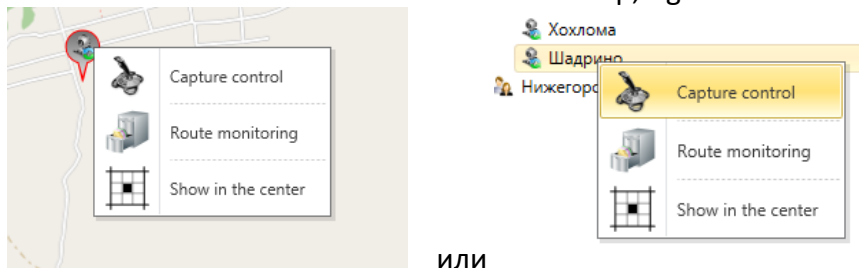 Capture control
Route monitoring
Show in the center
или
Хохлома
Шадрино
Capture control
Route monitoring
Show in the center